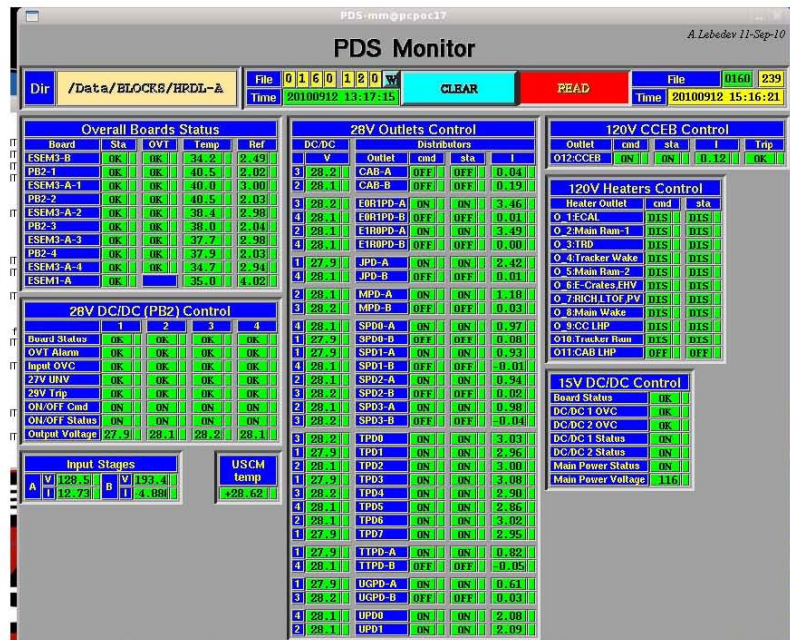 PDS-mm@pcpoc17
PDS Monitor
A.Lebedev 11-Sep-10
Dir /Data/BLOCKS/HRDL-A
File 0 1 6 0 1 2 0 W
Time 20100912 13:17:15
CLEAR
READ
File 0160 239
Time 20100912 15:16:21
Overall Boards Status
Board Sta OVT Temp Ref
ESEM3-B OK OK 34.2 2.49
PB2-1 OK OK 40.5 2.02
ESEM3-A-1 OK OK 40.0 3.00
PB2-2 OK OK 40.5 2.03
ESEM3-A-2 OK OK 38.4 2.98
PB2-3 OK OK 38.0 2.04
ESEM3-A-3 OK OK 37.7 2.98
PB2-4 OK OK 37.9 2.03
ESEM3-A-4 OK OK 34.7 2.94
ESEM1-A OK 35.0 4.02
28V DC/DC (PB2) Control
1 2 3 4
Board Status OK OK OK OK
OVT Alarm OK OK OK OK
Input OVC OK OK OK OK
27V UNV OK OK OK OK
29V Trip OK OK OK OK
ON/OFF Cmd ON ON ON ON
ON/OFF Status ON ON ON ON
Output Voltage 27.9 28.1 28.2 28.1
Input Stages
A V 128.5 B V 193.4
I 12.73 I -4.88
USCM
temp
+28.62
28V Outlets Control
DC/DC Distributors
V Outlet cmd sta I
3 28.2 CAB-A OFF OFF 0.04
2 28.1 CAB-B OFF OFF 0.19
3 28.2 E0R1PD-A ON ON 3.46
4 28.1 E0R1PD-B OFF OFF 0.01
2 28.1 E1R0PD-A ON ON 3.49
4 28.1 E1R0PD-B OFF OFF 0.00
1 27.9 JPD-A ON ON 2.42
4 28.1 JPD-B OFF OFF 0.01
2 28.1 MPD-A ON ON 1.18
3 28.2 MPD-B OFF OFF 0.03
4 28.1 SPD0-A ON ON 0.97
1 27.9 SPD0-B OFF OFF 0.08
1 27.9 SPD1-A ON ON 0.93
4 28.1 SPD1-B OFF OFF -0.01
2 28.1 SPD2-A ON ON 0.94
3 28.2 SPD2-B OFF OFF 0.02
2 28.1 SPD3-A ON ON 0.98
3 28.2 SPD3-B OFF OFF -0.04
3 28.2 TPD0 ON ON 3.03
1 27.9 TPD1 ON ON 2.96
2 28.1 TPD2 ON ON 3.00
1 27.9 TPD3 ON ON 3.08
3 28.2 TPD4 ON ON 2.90
4 28.1 TPD5 ON ON 2.86
2 28.1 TPD6 ON ON 3.02
1 27.9 TPD7 ON ON 2.95
1 27.9 TTPD-A ON ON 0.82
4 28.1 TTPD-B OFF OFF -0.05
1 27.9 UGPD-A ON ON 0.61
3 28.2 UGPD-B OFF OFF 0.03
4 28.1 UPD0 ON ON 2.08
2 28.1 UPD1 ON ON 2.09
120V CCEB Control
Outlet cmd sta I Trip
O12:CCEB ON ON 0.12 OK
120V Heaters Control
Heater Outlet cmd sta
O_1:ECAL DIS DIS
O_2:Main Ram-1 DIS DIS
O_3:TRD DIS DIS
O_4:Tracker Wake DIS DIS
O_5:Main Ram-2 DIS DIS
O_6:E-Crates,EHV DIS DIS
O_7:RICH,LTOF,PV DIS DIS
O_8:Main Wake DIS DIS
O_9:CC LHP DIS DIS
O10:Tracker Ram DIS DIS
O11:CAB LHP OFF OFF
15V DC/DC Control
Board Status OK
DC/DC 1 OVC OK
DC/DC 2 OVC OK
DC/DC 1 Status ON
DC/DC 2 Status ON
Main Power Status ON
Main Power Voltage 116